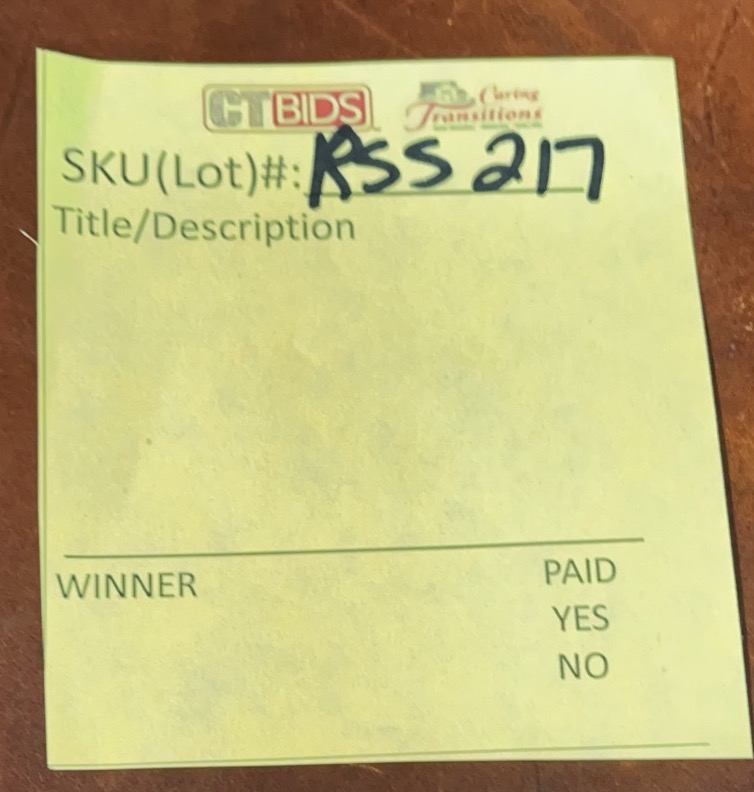 CTBIDS Caring Transitions
SKU(Lot)#: RSS 217
Title/Description
WINNER PAID
YES
NO